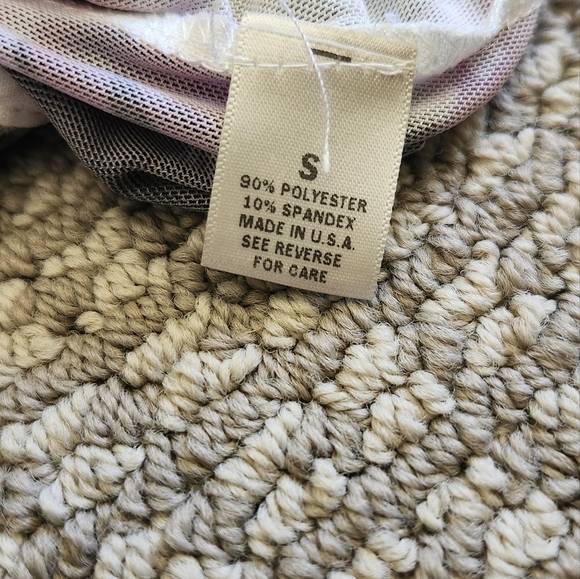 S
90% POLYESTER
10% SPANDEX
MADE IN U.S.A.
SEE REVERSE
FOR CARE